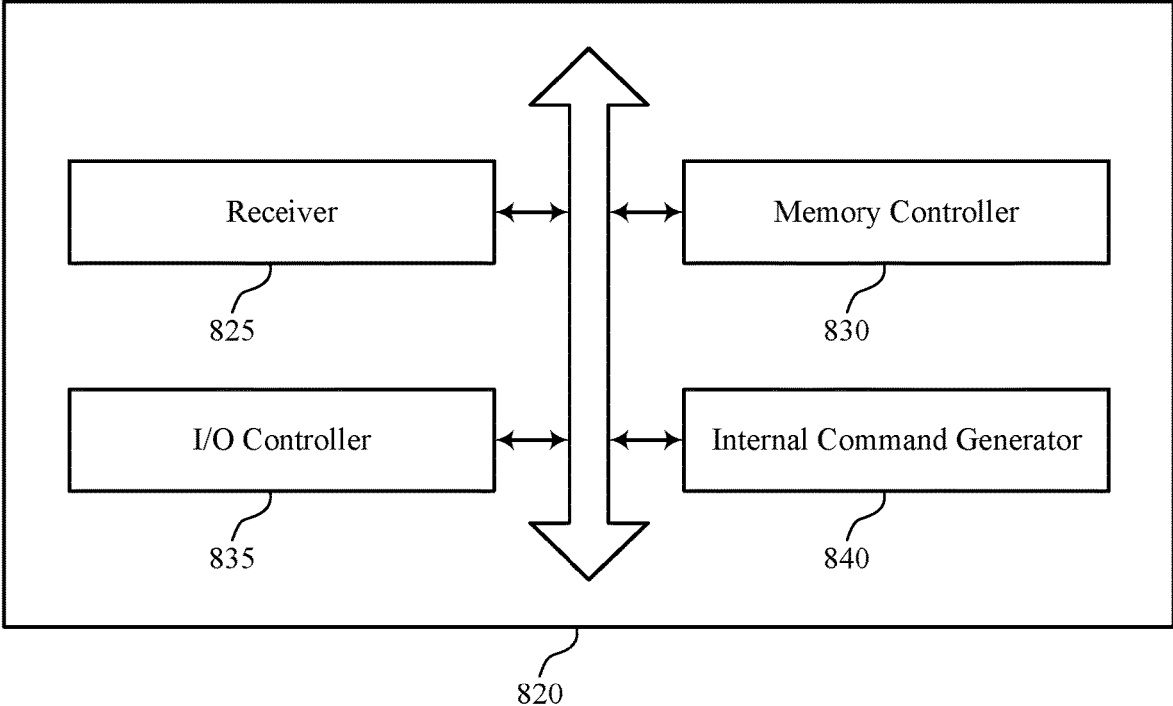 Receiver
Memory Controller
825
830
I/O Controller
Internal Command Generator
835
840
820